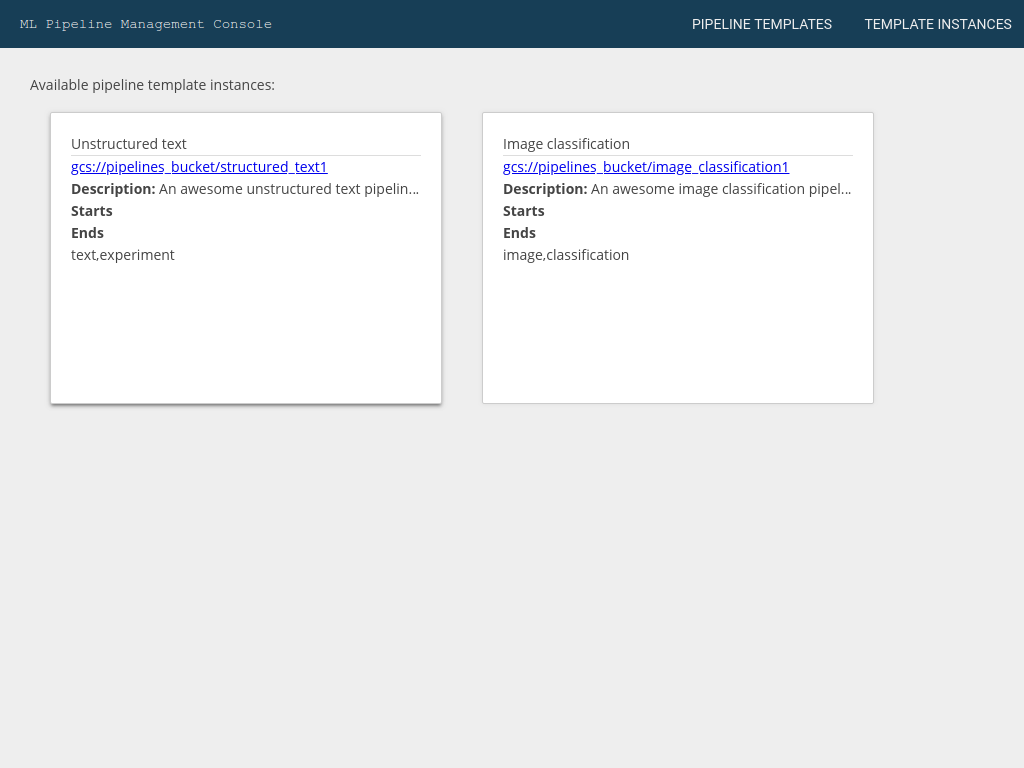 ML Pipeline Management Console
PIPELINE TEMPLATES
TEMPLATE INSTANCES
Available pipeline template instances:
Unstructured text
gcs://pipelines_bucket/structured_text1
Description: An awesome unstructured text pipelin...
Starts
Ends
text,experiment
Image classification
gcs://pipelines_bucket/image_classification1
Description: An awesome image classification pipel...
Starts
Ends
image,classification